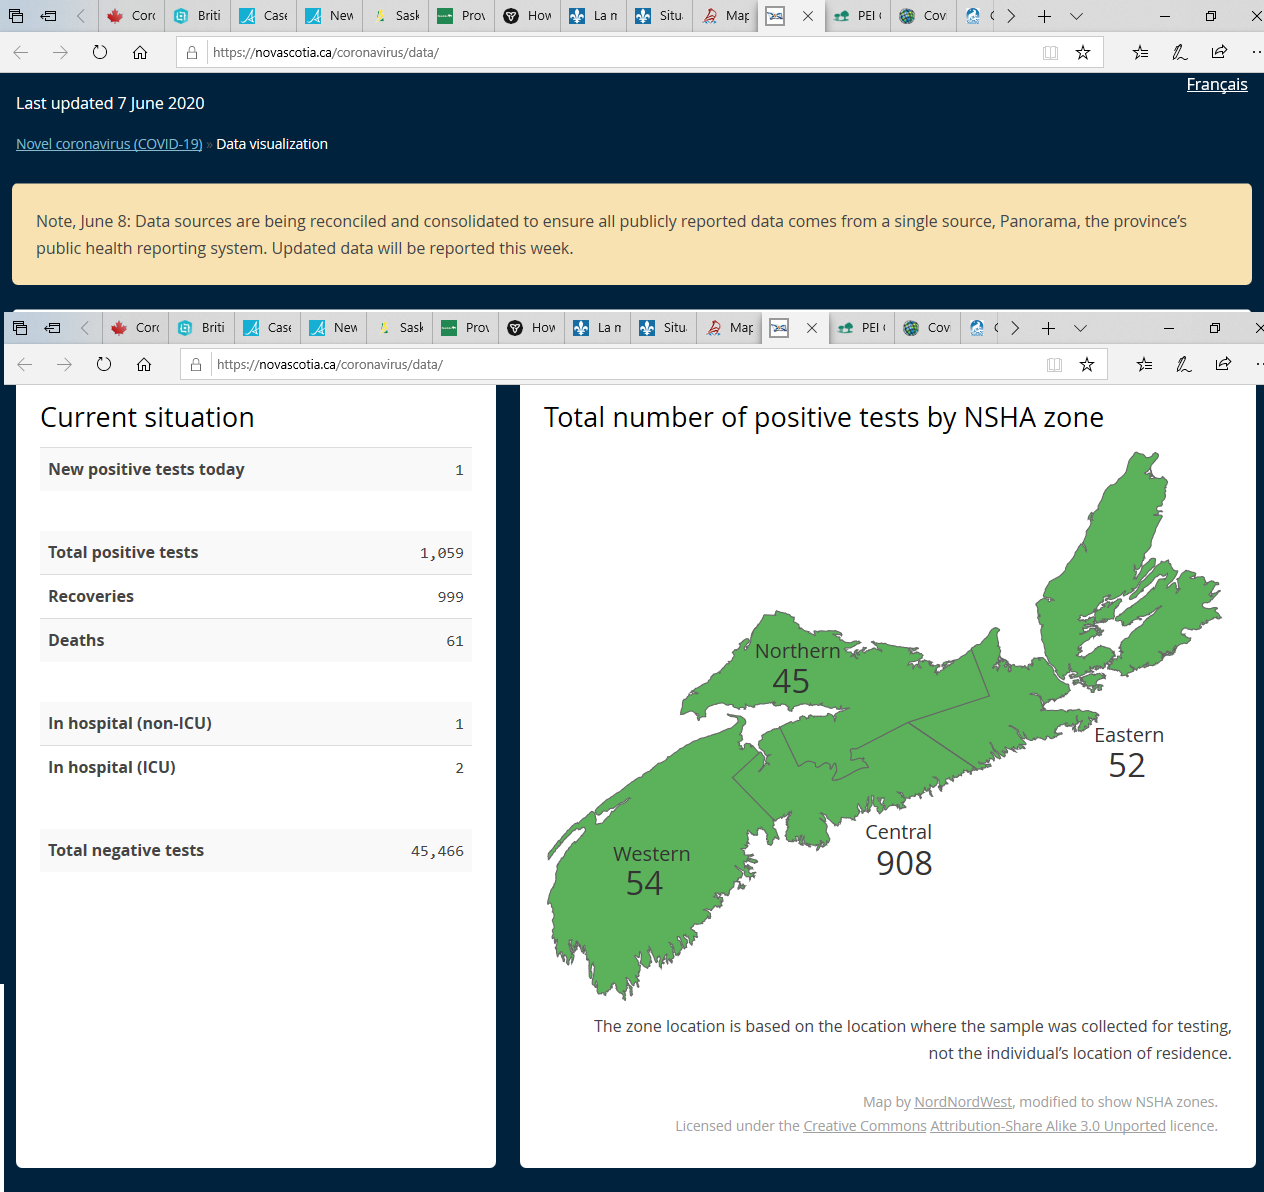 Corc
Briti
Case
New
Sask
Prov
How
La m
Situ
Map
PEI
Cov
https://novascotia.ca/coronavirus/data/
Français
Last updated 7 June 2020
Novel coronavirus (COVID-19) » Data visualization
Note, June 8: Data sources are being reconciled and consolidated to ensure all publicly reported data comes from a single source, Panorama, the province’s
public health reporting system. Updated data will be reported this week.
Corc
Briti
Case
New
Sask
Prov
How
La m
Situ
Map
PEI
Cov
https://novascotia.ca/coronavirus/data/
Current situation
New positive tests today 1
Total positive tests 1,059
Recoveries 999
Deaths 61
In hospital (non-ICU) 1
In hospital (ICU) 2
Total negative tests 45,466
Total number of positive tests by NSHA zone
Northern
45
Eastern
52
Central
908
Western
54
The zone location is based on the location where the sample was collected for testing,
not the individual’s location of residence.
Map by NordNordWest, modified to show NSHA zones.
Licensed under the Creative Commons Attribution-Share Alike 3.0 Unported licence.